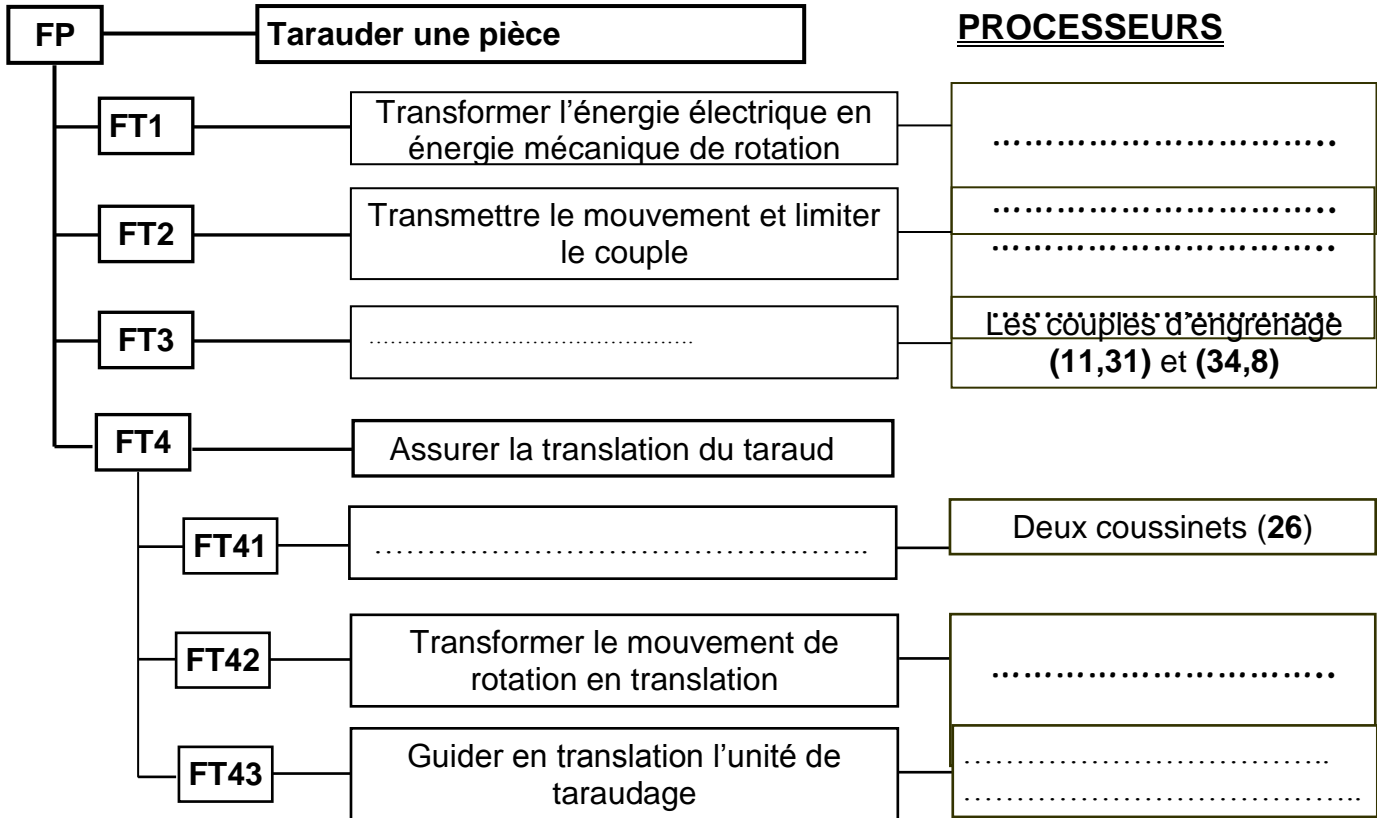 FP
Tarauder une pièce
PROCESSEURS
FT1
Transformer l’énergie électrique en
énergie mécanique de rotation
…………………………..
FT2
Transmettre le mouvement et limiter
le couple
…………………………..
…………………………..
FT3
………………………………………
…………………………..
Les couples d’engrenage
(11,31) et (34,8)
FT4
Assurer la translation du taraud
FT41
………………………………………..
Deux coussinets (26)
FT42
Transformer le mouvement de
rotation en translation
…………………………..
FT43
Guider en translation l’unité de
taraudage
……………………………….
…………………………………..